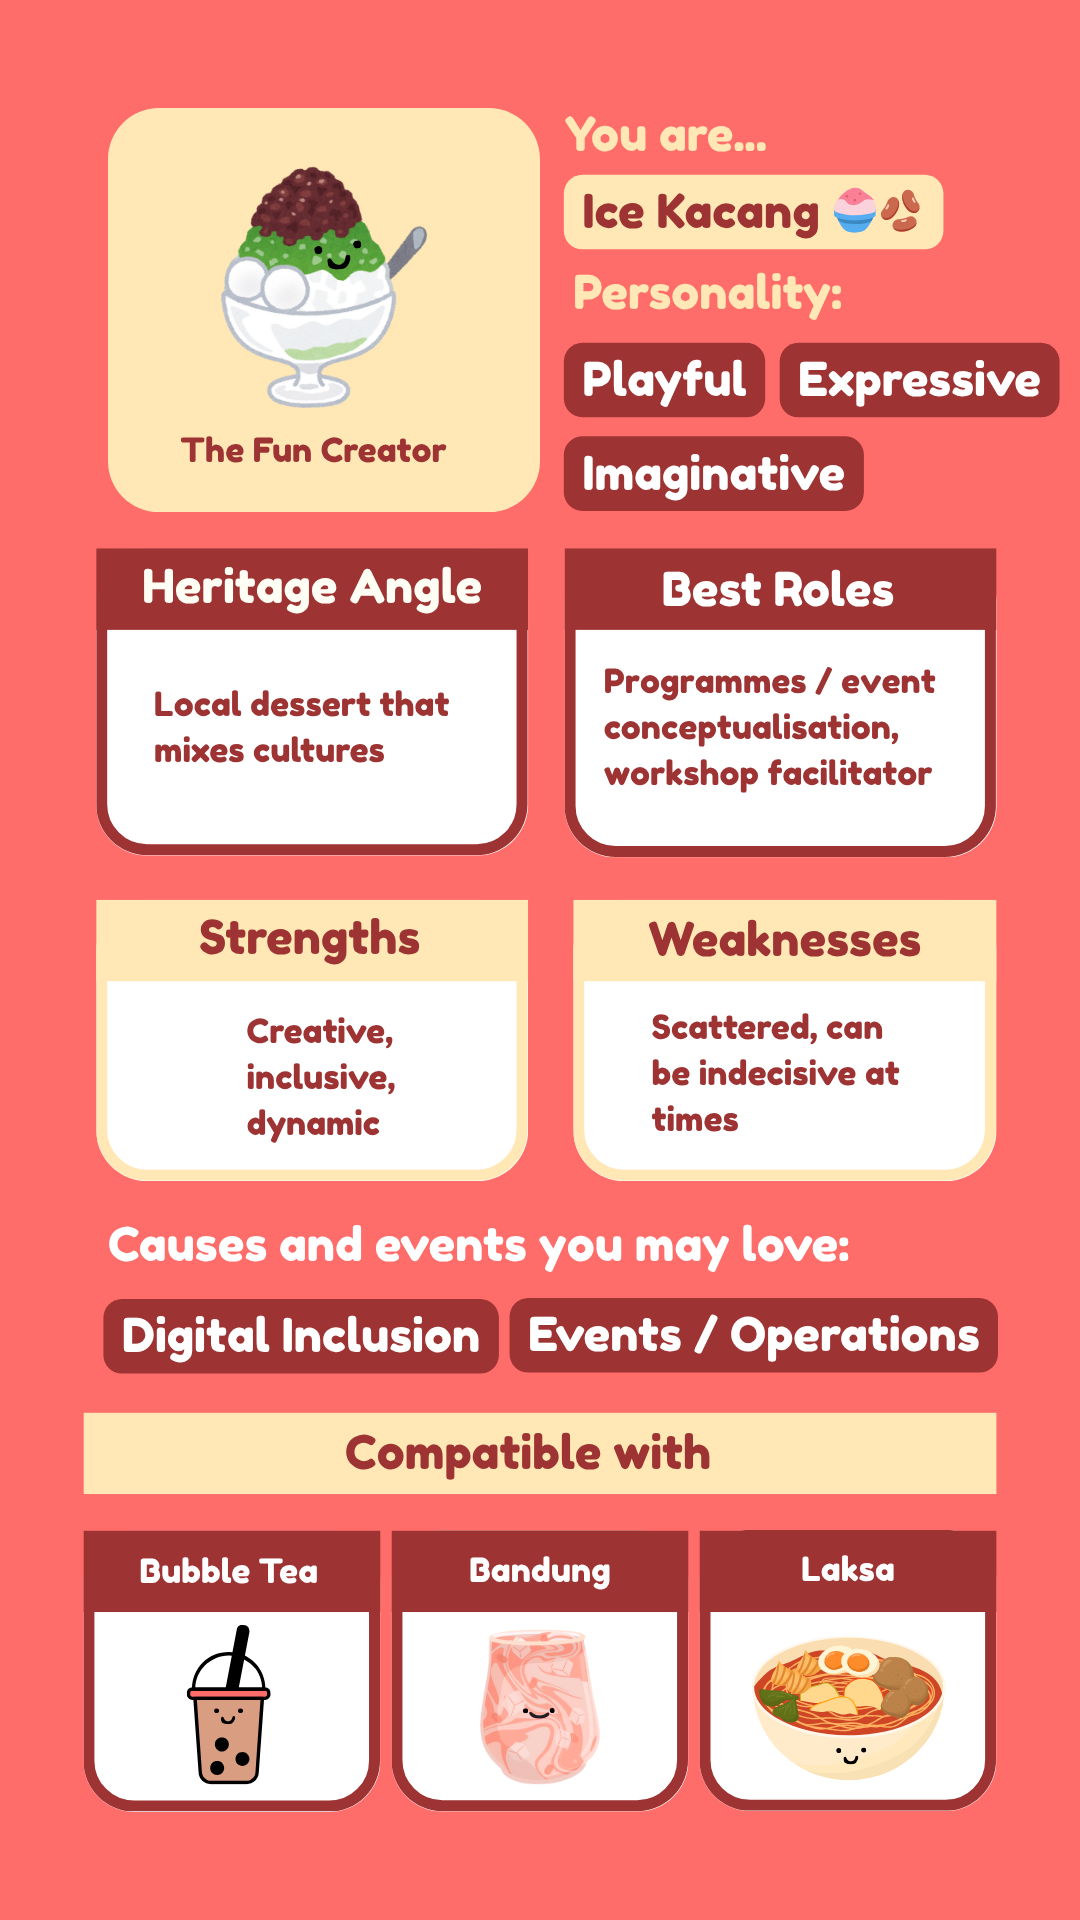 You are...
Ice Kacang 🍧🫘
Personality:
Playful
Expressive
Imaginative
The Fun Creator
Heritage Angle
Local dessert that
mixes cultures
Best Roles
Programmes / event
conceptualisation,
workshop facilitator
Strengths
Creative,
inclusive,
dynamic
Weaknesses
Scattered, can
be indecisive at
times
Causes and events you may love:
Digital Inclusion
Events / Operations
Compatible with
Bubble Tea
Bandung
Laksa